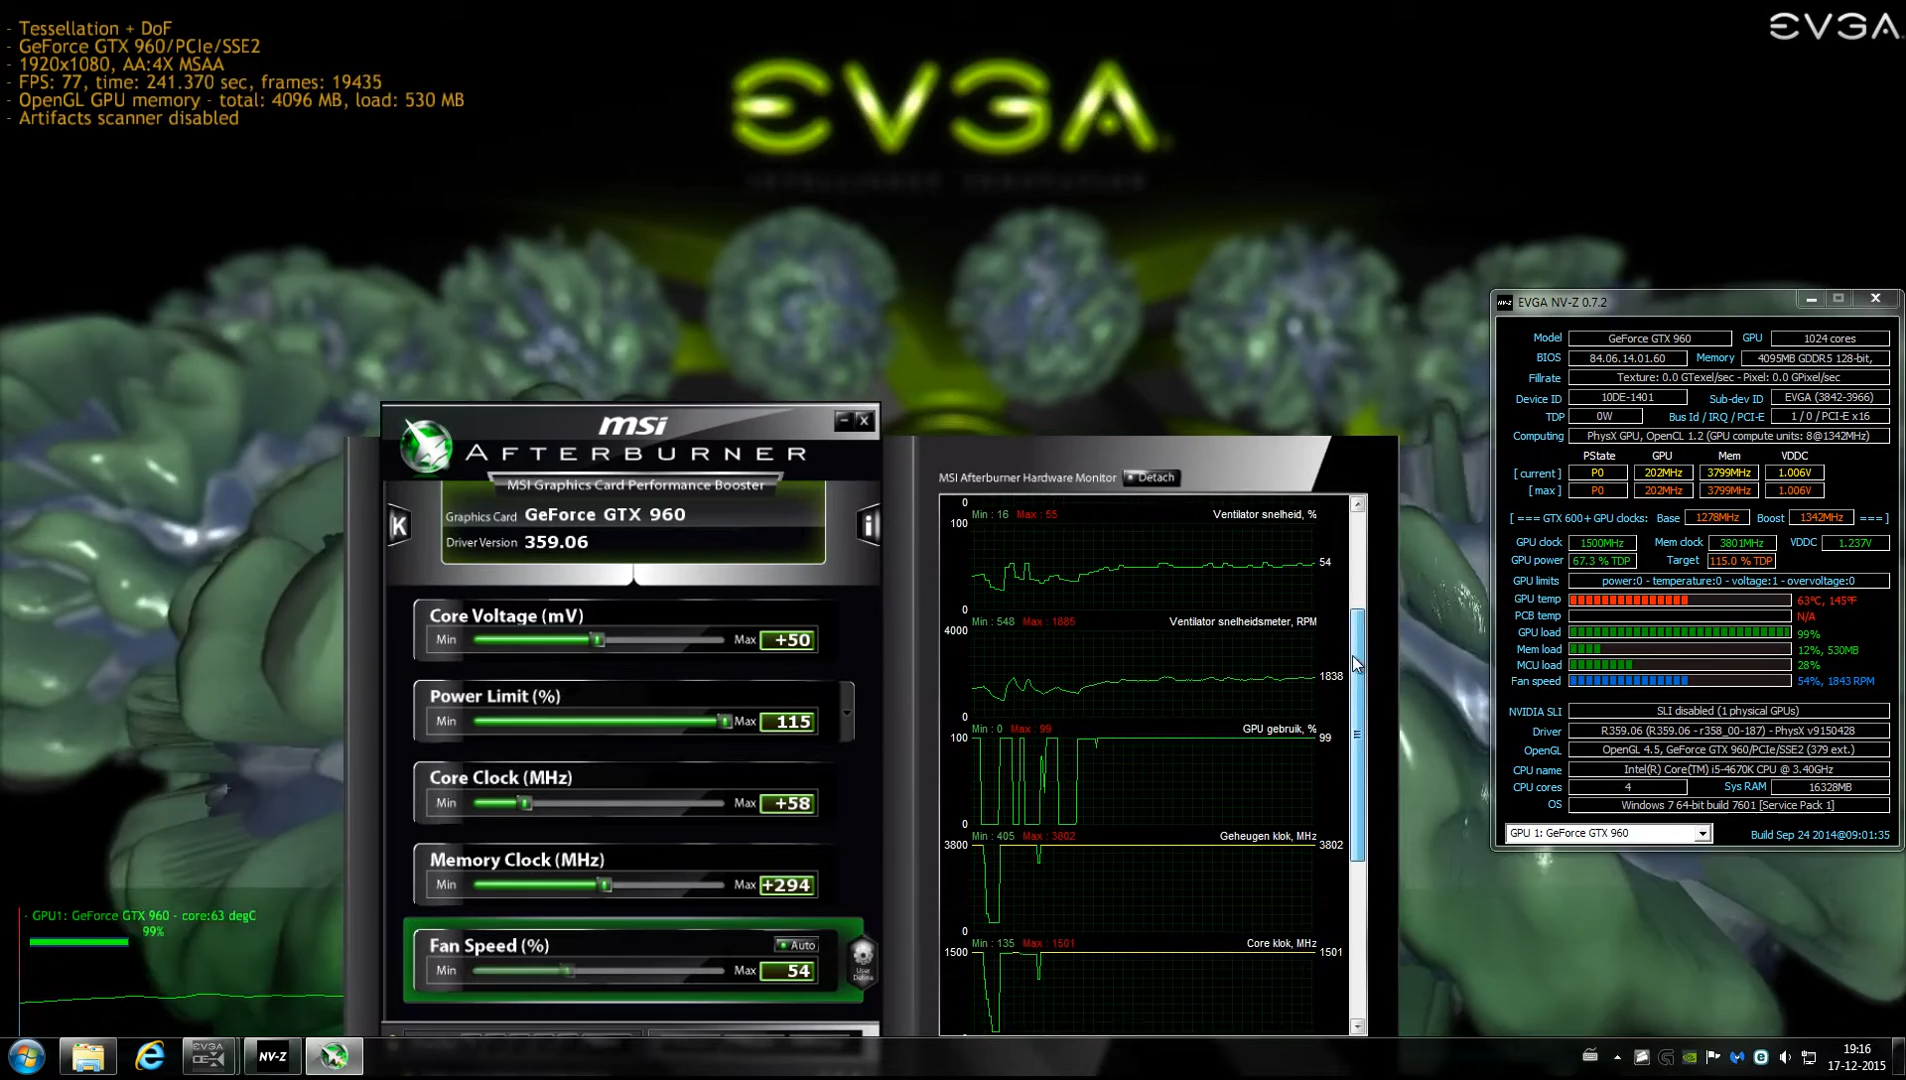 - Tessellation + DoF
- GeForce GTX 960/PCIe/SSE2
- 1920x1080, AA:4X MSAA
- FPS: 77, time: 241.370 sec, frames: 19435
- OpenGL GPU memory - total: 4096 MB, load: 530 MB
- Artifacts scanner disabled
EVGA
EVGA
msi
AFTERBURNER
MSI Graphics Card Performance Booster
K
i
Graphics Card GeForce GTX 960
Driver Version 359.06
Core Voltage (mV)
Min Max +50
Power Limit (%)
Min Max 115
Core Clock (MHz)
Min Max +58
Memory Clock (MHz)
Min Max +294
Fan Speed (%)
Auto
Min Max 54
User Define
MSI Afterburner Hardware Monitor Detach
0
Min : 16 Max : 55 Ventilator snelheid, %
100
54
0
Min : 548 Max : 1885 Ventilator snelheidsmeter, RPM
4000
1838
0
Min : 0 Max : 99 GPU gebruik, %
100 99
0
Min : 405 Max : 3802 Geheugen klok, MHz
3800 3802
0
Min : 135 Max : 1501 Core klok, MHz
1500 1501
EVGA NV-Z 0.7.2
Model GeForce GTX 960 GPU 1024 cores
BIOS 84.06.14.01.60 Memory 4095MB GDDR5 128-bit,
Fillrate Texture: 0.0 GTexel/sec - Pixel: 0.0 GPixel/sec
Device ID 10DE-1401 Sub-dev ID EVGA (3842-3966)
TDP 0W Bus Id / IRQ / PCI-E 1 / 0 / PCI-E x16
Computing PhysX GPU, OpenCL 1.2 (GPU compute units: 8@1342MHz)
PState GPU Mem VDDC
[ current ] P0 202MHz 3799MHz 1.006V
[ max ] P0 202MHz 3799MHz 1.006V
[ === GTX 600+ GPU clocks: Base 1278MHz Boost 1342MHz === ]
GPU clock 1500MHz Mem clock 3801MHz VDDC 1.237V
GPU power 67.3 % TDP Target 115.0 % TDP
GPU limits power:0 - temperature:0 - voltage:1 - overvoltage:0
GPU temp 63ºC, 145ºF
PCB temp N/A
GPU load 99%
Mem load 12%, 530MB
MCU load 28%
Fan speed 54%, 1843 RPM
NVIDIA SLI SLI disabled (1 physical GPUs)
Driver R359.06 (R359.06 - r358_00-187) - PhysX v9150428
OpenGL OpenGL 4.5, GeForce GTX 960/PCIe/SSE2 (379 ext.)
CPU name Intel(R) Core(TM) i5-4670K CPU @ 3.40GHz
CPU cores 4 Sys RAM 16328MB
OS Windows 7 64-bit build 7601 [Service Pack 1]
GPU 1: GeForce GTX 960 Build Sep 24 2014@09:01:35
- GPU1: GeForce GTX 960 - core:63 degC
99%
EVGA
NV-Z
19:16
17-12-2015